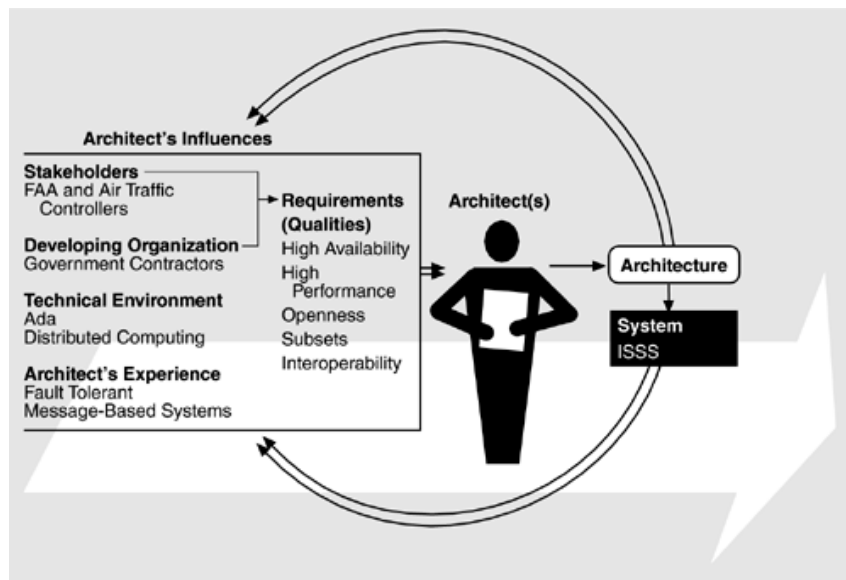 Architect's Influences
Stakeholders
FAA and Air Traffic
Controllers
Developing Organization
Government Contractors
Technical Environment
Ada
Distributed Computing
Architect's Experience
Fault Tolerant
Message-Based Systems
Requirements
(Qualities)
High Availability
High
Performance
Openness
Subsets
Interoperability
Architect(s)
Architecture
System
ISSS